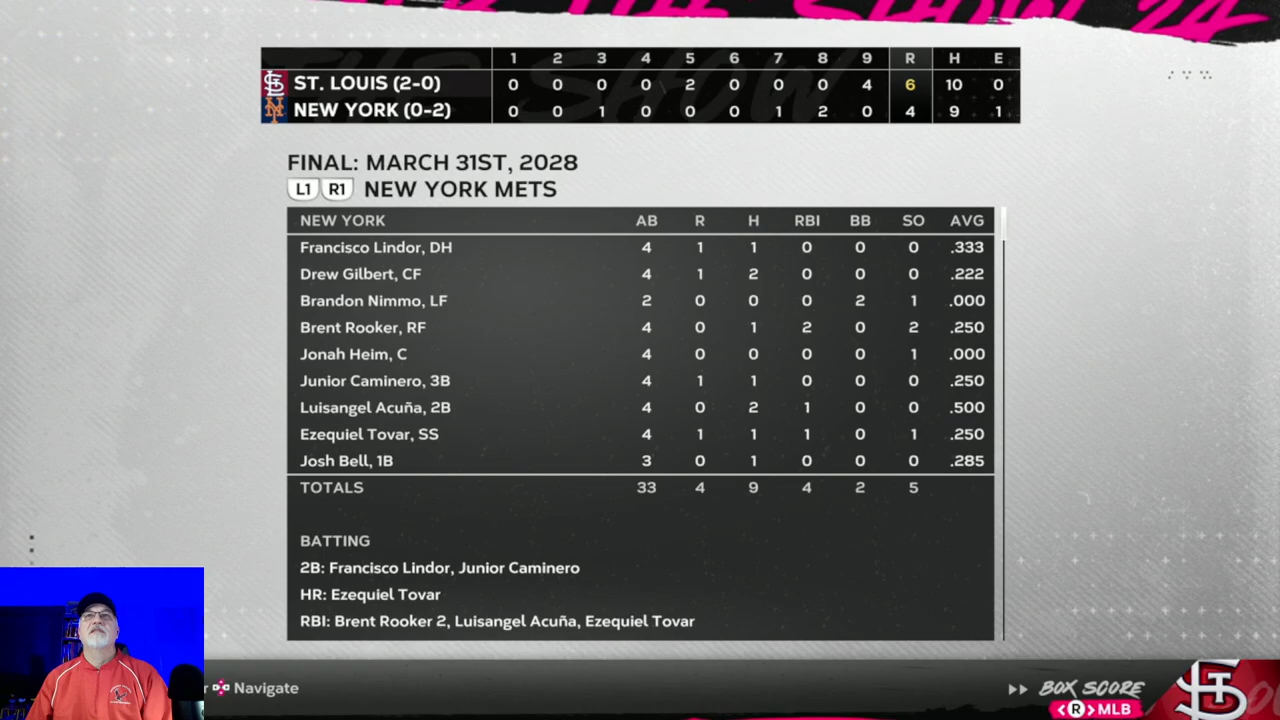 THE SHOW 24
1 2 3 4 5 6 7 8 9 R H E
ST. LOUIS (2-0) 0 0 0 0 2 0 0 0 4 6 10 0
NEW YORK (0-2) 0 0 1 0 0 0 1 2 0 4 9 1
FINAL: MARCH 31ST, 2028
L1 R1 NEW YORK METS
NEW YORK AB R H RBI BB SO AVG
Francisco Lindor, DH 4 1 1 0 0 0 .333
Drew Gilbert, CF 4 1 2 0 0 0 .222
Brandon Nimmo, LF 2 0 0 0 2 1 .000
Brent Rooker, RF 4 0 1 2 0 2 .250
Jonah Heim, C 4 0 0 0 0 1 .000
Junior Caminero, 3B 4 1 1 0 0 0 .250
Luisangel Acuña, 2B 4 0 2 1 0 0 .500
Ezequiel Tovar, SS 4 1 1 1 0 1 .250
Josh Bell, 1B 3 0 1 0 0 0 .285
TOTALS 33 4 9 4 2 5
BATTING
2B: Francisco Lindor, Junior Caminero
HR: Ezequiel Tovar
RBI: Brent Rooker 2, Luisangel Acuña, Ezequiel Tovar
Navigate
BOX SCORE
R MLB